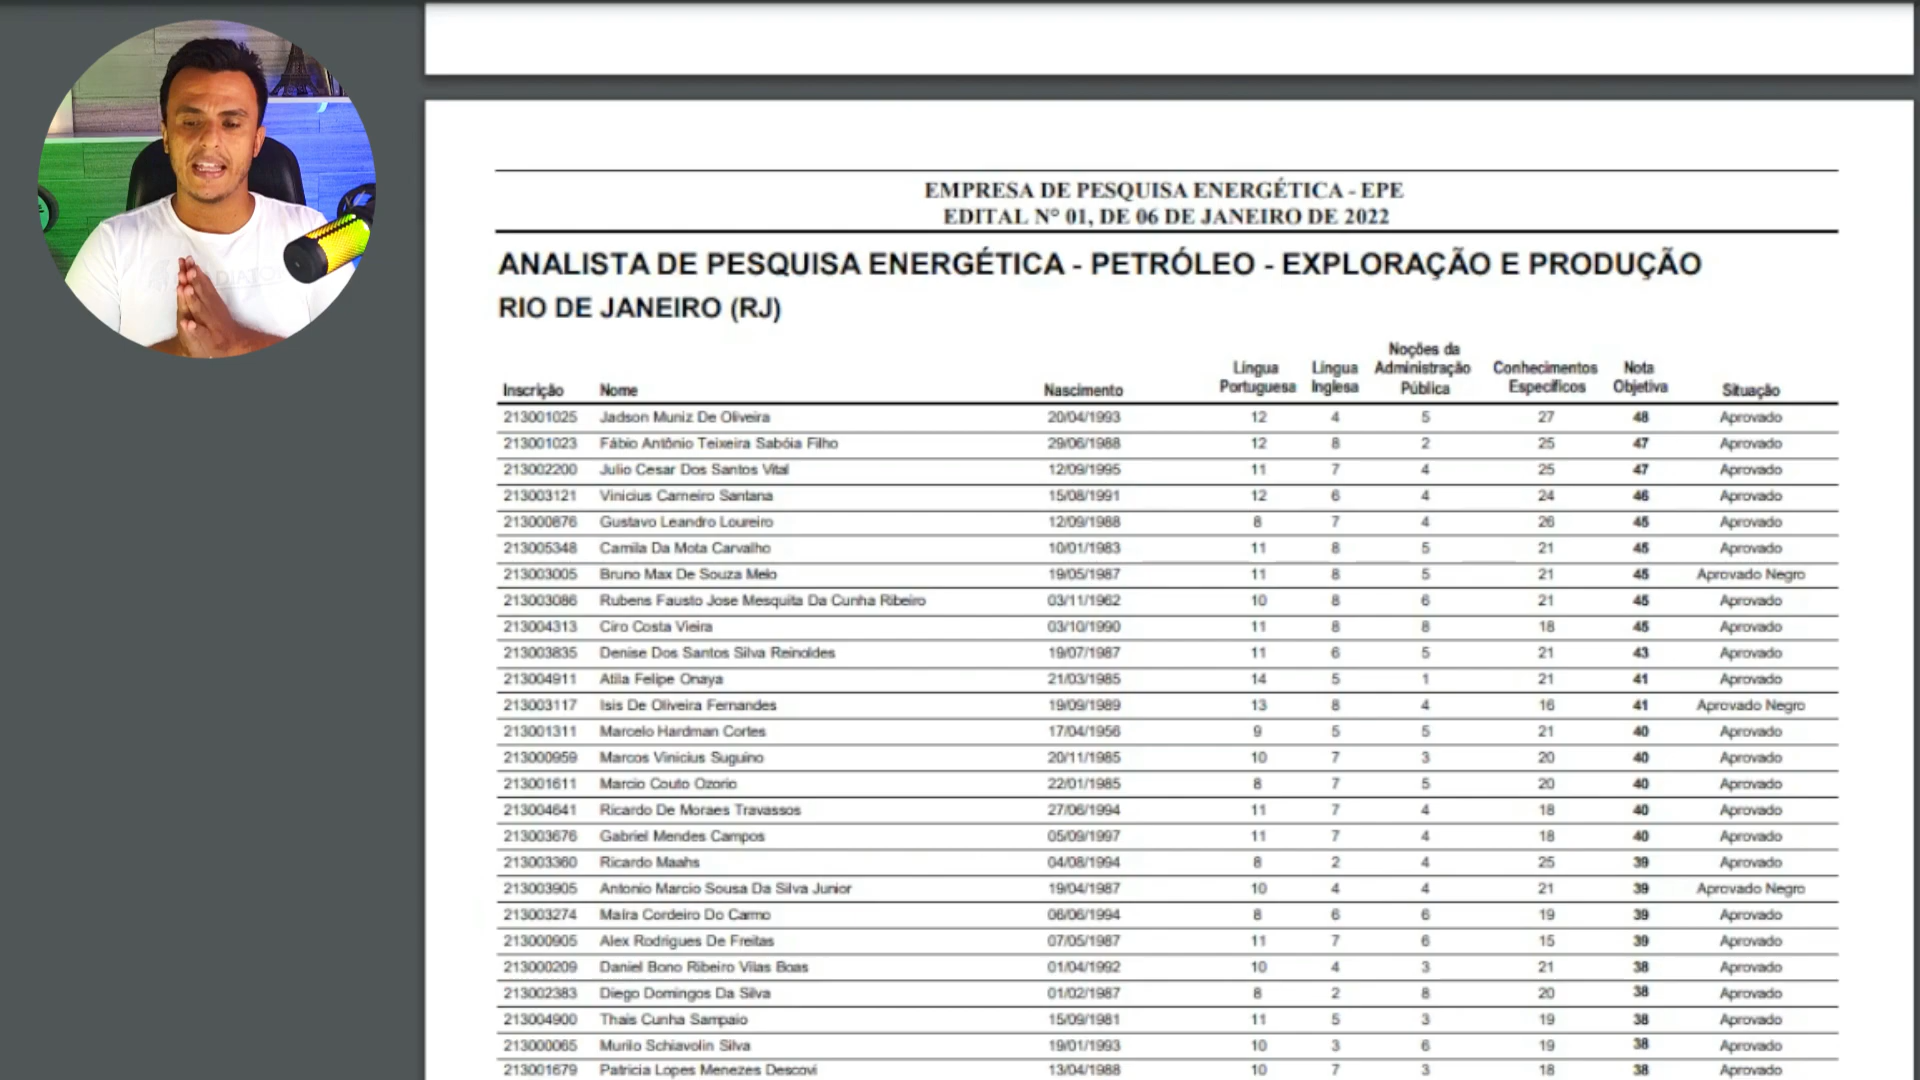 EMPRESA DE PESQUISA ENERGÉTICA - EPE
EDITAL Nº 01, DE 06 DE JANEIRO DE 2022
ANALISTA DE PESQUISA ENERGÉTICA - PETRÓLEO - EXPLORAÇÃO E PRODUÇÃO
RIO DE JANEIRO (RJ)
Inscrição Nome Nascimento Língua Portuguesa Língua Inglesa Noções da Administração Pública Conhecimentos Específicos Nota Objetiva Situação
213001025 Jadson Muniz De Oliveira 20/04/1993 12 4 5 27 48 Aprovado
213001023 Fábio Antônio Teixeira Sabóia Filho 29/06/1988 12 8 2 25 47 Aprovado
213002200 Julio Cesar Dos Santos Vital 12/09/1995 11 7 4 25 47 Aprovado
213003121 Vinicius Carneiro Santana 15/08/1991 12 6 4 24 46 Aprovado
213000876 Gustavo Leandro Loureiro 12/09/1988 8 7 4 26 45 Aprovado
213005348 Camila Da Mota Carvalho 10/01/1983 11 8 5 21 45 Aprovado
213003005 Bruno Max De Souza Melo 19/05/1987 11 8 5 21 45 Aprovado Negro
213003086 Rubens Fausto Jose Mesquita Da Cunha Ribeiro 03/11/1962 10 8 6 21 45 Aprovado
213004313 Ciro Costa Vieira 03/10/1990 11 8 8 18 45 Aprovado
213003835 Denise Dos Santos Silva Reinoldes 19/07/1987 11 6 5 21 43 Aprovado
213004911 Atila Felipe Onaya 21/03/1985 14 5 1 21 41 Aprovado
213003117 Isis De Oliveira Fernandes 19/09/1989 13 8 4 16 41 Aprovado Negro
213001311 Marcelo Hardman Cortes 17/04/1956 9 5 5 21 40 Aprovado
213000959 Marcos Vinicius Suguino 20/11/1985 10 7 3 20 40 Aprovado
213001611 Marcio Couto Ozorio 22/01/1985 8 7 5 20 40 Aprovado
213004641 Ricardo De Moraes Travassos 27/06/1994 11 7 4 18 40 Aprovado
213003676 Gabriel Mendes Campos 05/09/1997 11 7 4 18 40 Aprovado
213003360 Ricardo Maahs 04/08/1994 8 2 4 25 39 Aprovado
213003905 Antonio Marcio Sousa Da Silva Junior 19/04/1987 10 4 4 21 39 Aprovado Negro
213003274 Maíra Cordeiro Do Carmo 06/06/1994 8 6 6 19 39 Aprovado
213000905 Alex Rodrigues De Freitas 07/05/1987 11 7 6 15 39 Aprovado
213000209 Daniel Bono Ribeiro Vilas Boas 01/04/1992 10 4 3 21 38 Aprovado
213002383 Diego Domingos Da Silva 01/02/1987 8 2 8 20 38 Aprovado
213004900 Thais Cunha Sampaio 15/09/1981 11 5 3 19 38 Aprovado
213000065 Murilo Schiavolin Silva 19/01/1993 10 3 6 19 38 Aprovado
213001679 Patricia Lopes Menezes Descovi 13/04/1988 10 7 3 18 38 Aprovado